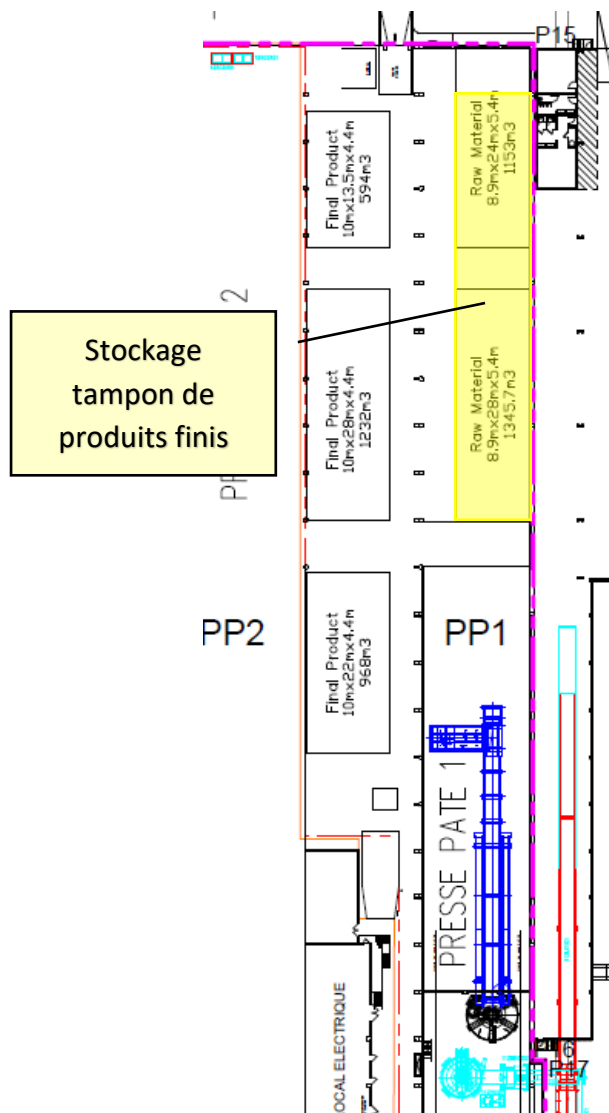 P15
Final Product
10mx13.5mx4.4m
594m3
Raw Material
8.9mx24mx5.4m
1153m3
2
Stockage
tampon de
produits finis
Final Product
10mx28mx4.4m
1232m3
Raw Material
8.9mx28mx5.4m
1345.7m3
PP2
PP1
Final Product
10mx22mx4.4m
968m3
PRESSE PATE 1
LOCAL ELECTRIQUE